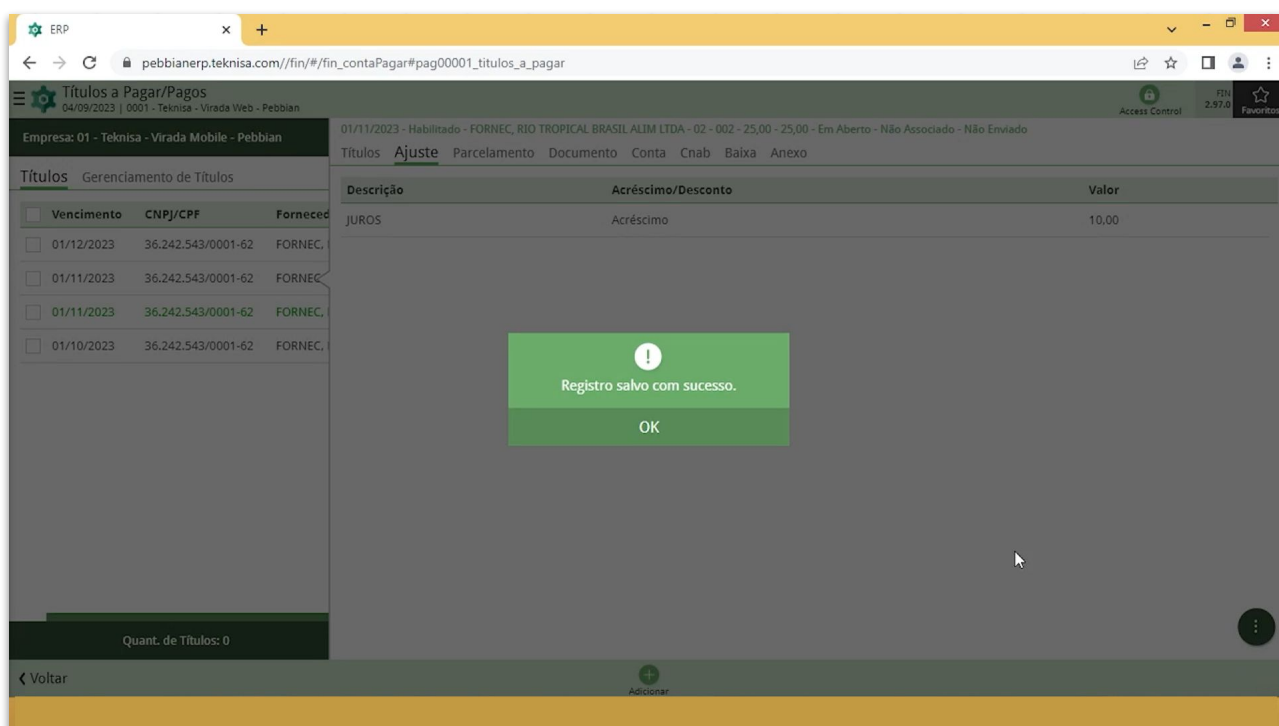 ERP
pebbianerp.teknisa.com//fin/#/fin_contaPagar#pag00001_titulos_a_pagar
Títulos a Pagar/Pagos
04/09/2023 | 0001 - Teknisa - Virada Web - Pebbian
Access Control
FIN
2.97.0
Favoritos
Empresa: 01 - Teknisa - Virada Mobile - Pebbian
01/11/2023 - Habilitado - FORNEC, RIO TROPICAL BRASIL ALIM LTDA - 02 - 002 - 25,00 - 25,00 - Em Aberto - Não Associado - Não Enviado
Títulos Ajuste Parcelamento Documento Conta Cnab Baixa Anexo
Títulos Gerenciamento de Títulos
Descrição Acréscimo/Desconto Valor
JUROS Acréscimo 10,00
Vencimento CNPJ/CPF Forneced
01/12/2023 36.242.543/0001-62 FORNEC,
01/11/2023 36.242.543/0001-62 FORNEC
01/11/2023 36.242.543/0001-62 FORNEC,
01/10/2023 36.242.543/0001-62 FORNEC,
Registro salvo com sucesso.
OK
Quant. de Títulos: 0
Voltar
Adicionar